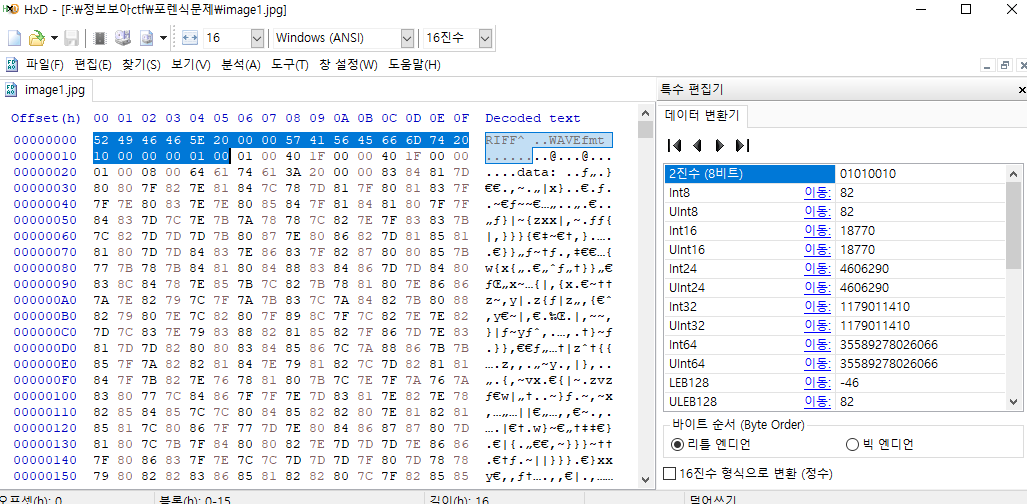 HxD - [F:₩정보보아ctf₩포렌식문제₩image1.jpg]
16 Windows (ANSI) 16진수
파일(F) 편집(E) 찾기(S) 보기(V) 분석(A) 도구(T) 창 설정(W) 도움말(H)
image1.jpg
특수 편집기
데이터 변환기
Offset(h) 00 01 02 03 04 05 06 07 08 09 0A 0B 0C 0D 0E 0F Decoded text
00000000 52 49 46 46 5E 20 00 00 57 41 56 45 66 6D 74 20 RIFF^ ..WAVEfmt
00000010 10 00 00 00 01 00 01 00 40 1F 00 00 40 1F 00 00 ........@...@...
00000020 01 00 08 00 64 61 74 61 3A 20 00 00 83 84 81 7D ....data: ..ƒ„.}
00000030 80 80 7F 82 7E 81 84 7C 78 7D 81 7F 80 81 83 7F €€.‚~.„|x}..€.ƒ.
00000040 7F 7E 80 83 7E 7E 80 85 84 7F 81 84 81 80 7F 7F .~€ƒ~~€…„..„.€..
00000050 84 83 7D 7C 7E 7B 7A 78 78 7C 82 7E 7F 83 83 7B „ƒ}|~{zxx|‚~.ƒƒ{
00000060 7C 82 7D 7D 7D 7B 80 87 7E 80 86 82 7D 81 85 81 |‚}}}{€‡~€†‚}.….
00000070 81 80 7D 7D 84 83 7E 86 83 7F 82 87 80 80 85 7B .€}}„ƒ~†ƒ.‚‡€€…{
00000080 77 7B 78 7B 84 81 80 84 88 83 84 86 7D 7D 84 80 w{x{„.€„ˆƒ„†}}„€
00000090 83 8C 84 78 7E 85 7B 7C 82 7B 78 81 80 7E 86 86 ƒŒ„x~…{|‚{x.€~††
000000A0 7A 7E 82 79 7C 7F 7A 7B 83 7C 7A 84 82 7B 80 88 z~‚y|.z{ƒ|z„‚{€ˆ
000000B0 82 79 80 7E 7C 82 80 7F 89 8C 7F 7C 82 7E 7E 82 ‚y€~|‚€.‰Œ.|‚~~‚
000000C0 7D 7C 83 7E 79 83 88 82 81 85 82 7F 86 7D 7E 83 }|ƒ~yƒˆ‚.…‚.†}~ƒ
000000D0 81 7D 7D 82 80 80 83 84 85 86 7C 7A 88 86 7B 7B .}}‚€€ƒ„…†|zˆ†{{
000000E0 85 7F 7A 82 82 81 84 7E 79 81 82 7C 7D 82 81 81 ….z‚‚.„~y.‚|}‚..
000000F0 84 7F 7B 82 7E 76 78 81 80 7B 7C 7E 7F 7A 76 7A „.{‚~vx.€{|~.zvz
00000100 83 80 77 7C 84 86 7F 7F 7E 7D 83 81 7E 82 7E 78 ƒ€w|„†..~}ƒ.~‚~x
00000110 82 85 84 85 7C 7C 80 84 85 82 82 80 7E 81 82 81 ‚…„…||€„…‚‚€~.‚.
00000120 85 81 7C 80 86 7F 77 7D 7E 80 84 86 87 87 80 7D ….|€†.w}~€„†‡‡€}
00000130 81 80 7C 7B 7F 84 80 80 82 7E 7D 7D 7D 7E 86 86 .€|{.„€€‚~}}}~††
00000140 7F 80 86 83 7F 7E 7C 7C 7D 7D 7D 7F 80 7D 78 78 .€†ƒ.~||}}}.€}xx
00000150 79 80 82 82 83 86 85 81 82 82 80 7C 7F 82 85 85 y€‚‚ƒ†….‚‚€|.‚……
2진수 (8비트) 01010010
Int8 이동: 82
UInt8 이동: 82
Int16 이동: 18770
UInt16 이동: 18770
Int24 이동: 4606290
UInt24 이동: 4606290
Int32 이동: 1179011410
UInt32 이동: 1179011410
Int64 이동: 35589278026066
UInt64 이동: 35589278026066
LEB128 이동: -46
ULEB128 이동: 82
바이트 순서 (Byte Order)
리틀 엔디언 빅 엔디언
16진수 형식으로 변환 (정수)
오프셋(h): 0 블록(h): 0-15 길이(h): 16 덮어쓰기